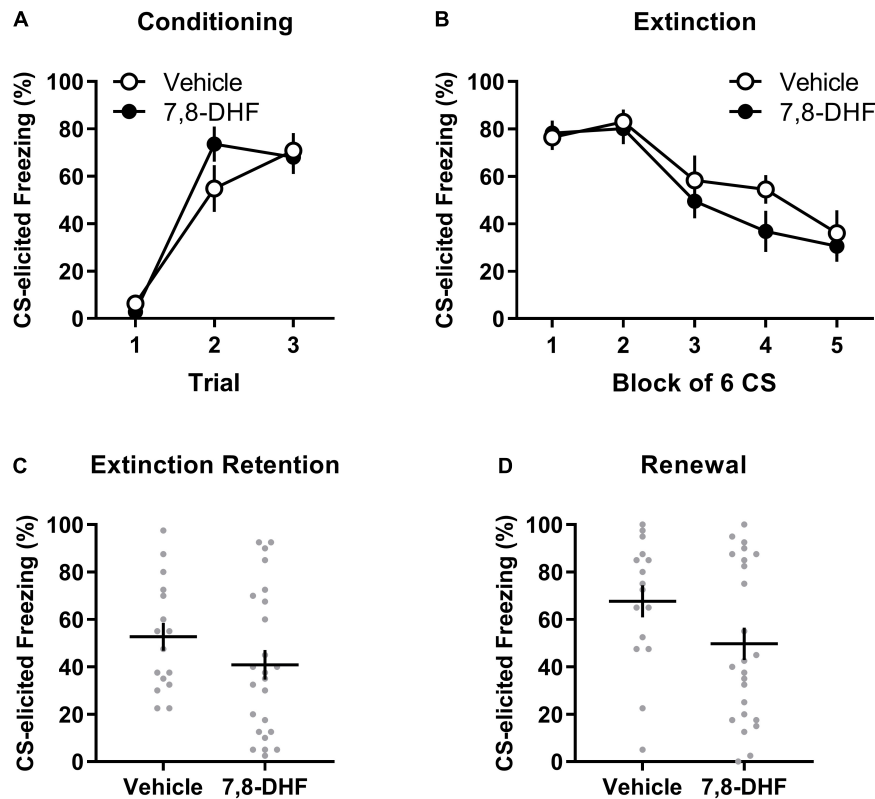 A
Conditioning
CS-elicited Freezing (%)
100
80
60
40
20
0
Vehicle
7,8-DHF
1 2 3
Trial
B
Extinction
CS-elicited Freezing (%)
100
80
60
40
20
0
Vehicle
7,8-DHF
1 2 3 4 5
Block of 6 CS
C
Extinction Retention
CS-elicited Freezing (%)
100
80
60
40
20
0
Vehicle 7,8-DHF
D
Renewal
CS-elicited Freezing (%)
100
80
60
40
20
0
Vehicle 7,8-DHF